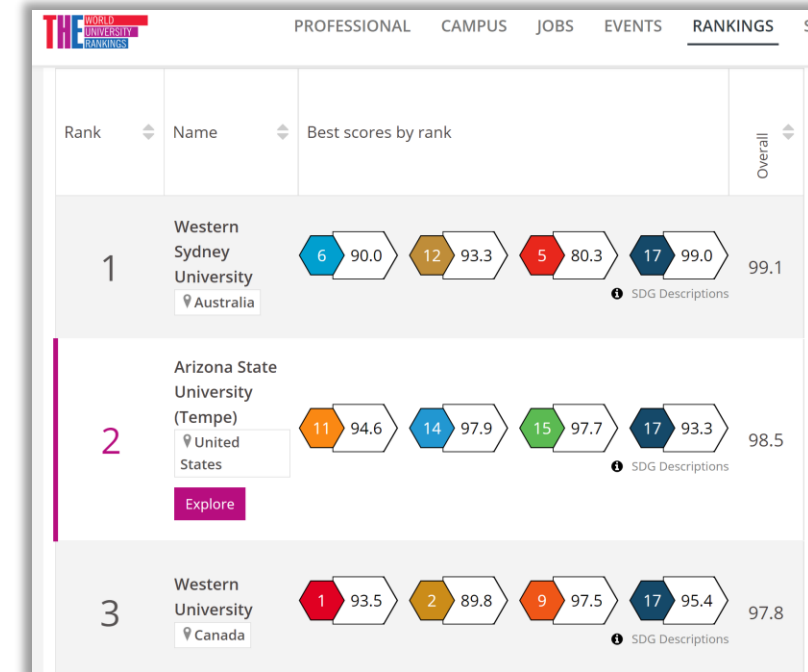 THE WORLD
UNIVERSITY
RANKINGS
PROFESSIONAL CAMPUS JOBS EVENTS RANKINGS S
Rank Name Best scores by rank Overall
1
Western
Sydney
University
Australia
6 90.0 12 93.3 5 80.3 17 99.0
SDG Descriptions
99.1
2
Arizona State
University
(Tempe)
United
States
Explore
11 94.6 14 97.9 15 97.7 17 93.3
SDG Descriptions
98.5
3
Western
University
Canada
1 93.5 2 89.8 9 97.5 17 95.4
SDG Descriptions
97.8